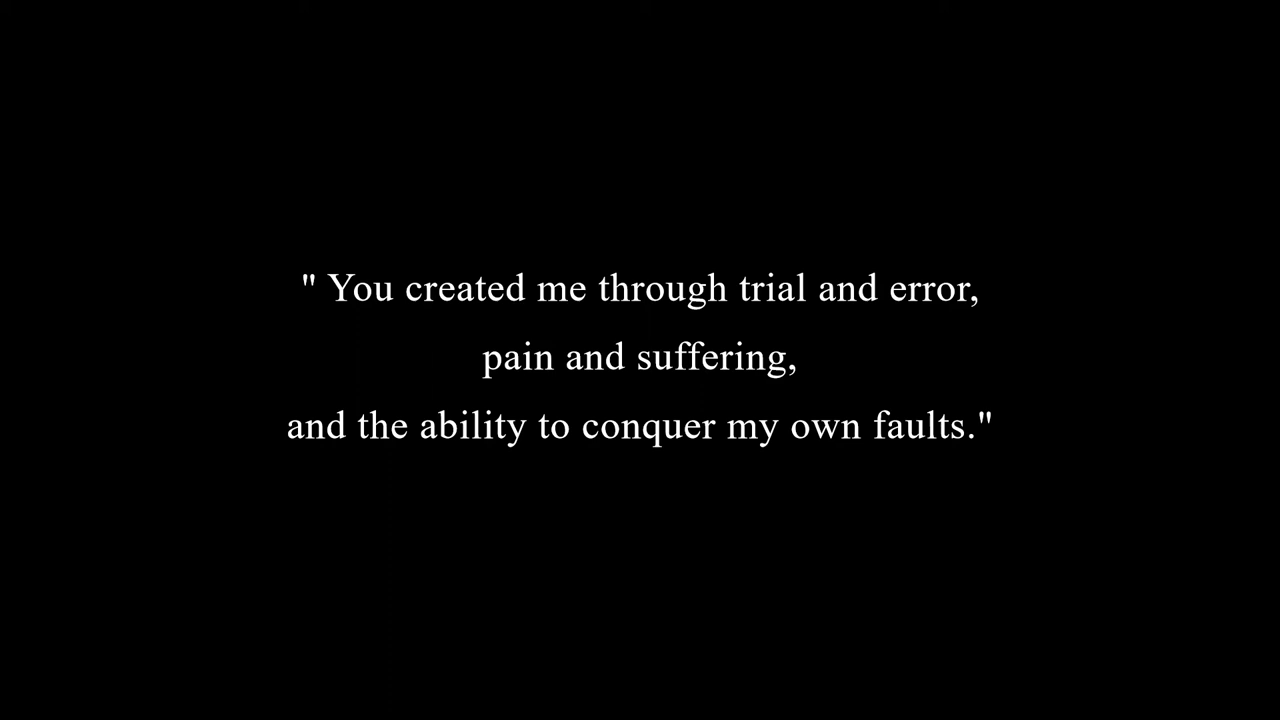 " You created me through trial and error,
pain and suffering,
and the ability to conquer my own faults."